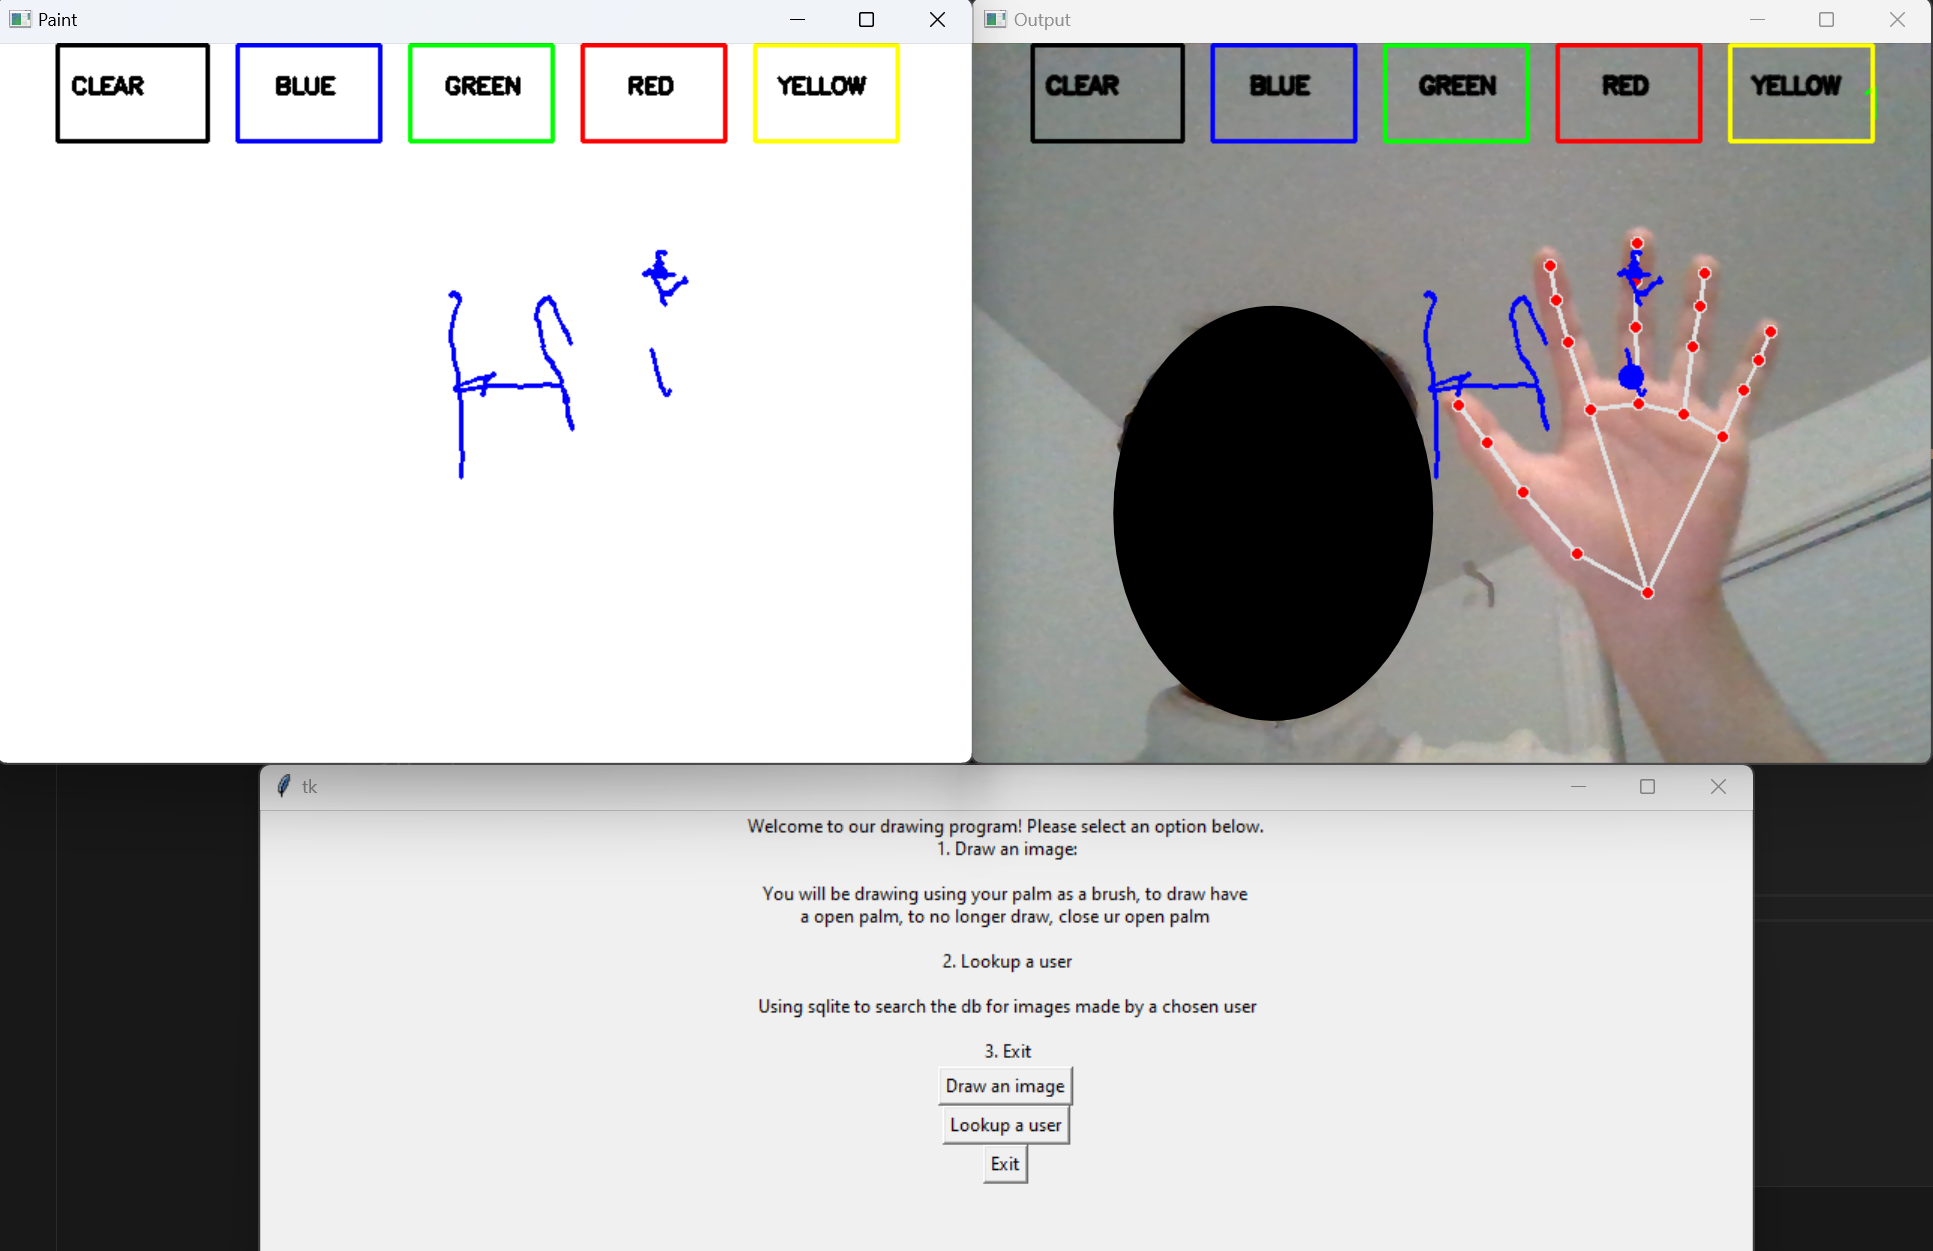 Paint
CLEAR BLUE GREEN RED YELLOW
Hi
Output
CLEAR BLUE GREEN RED YELLOW
Hi
tk
Welcome to our drawing program! Please select an option below.
1. Draw an image:
You will be drawing using your palm as a brush, to draw have
a open palm, to no longer draw, close ur open palm
2. Lookup a user
Using sqlite to search the db for images made by a chosen user
3. Exit
Draw an image
Lookup a user
Exit